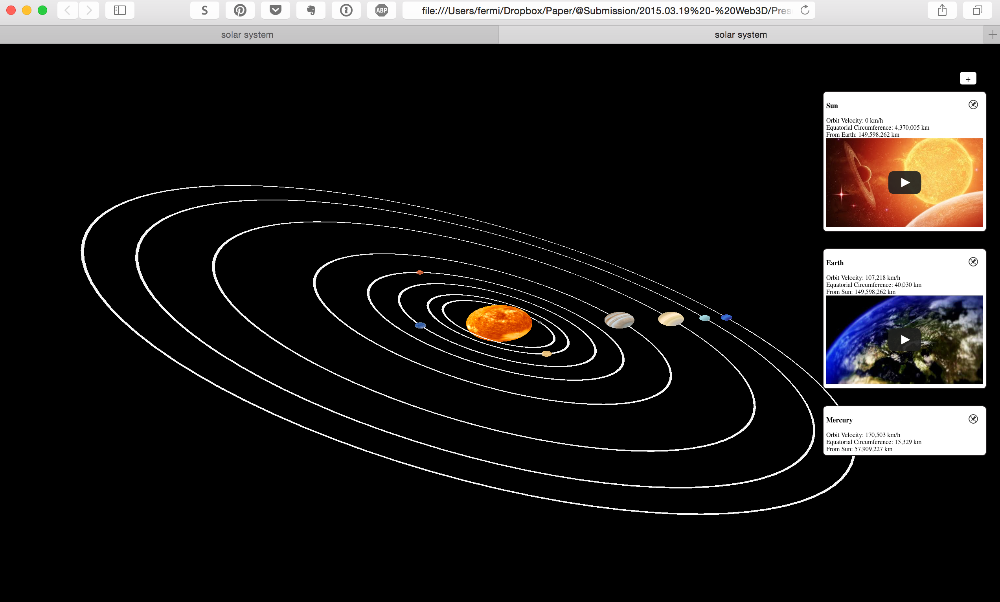 S
ABP
file:///Users/fermi/Dropbox/Paper/@Submission/2015.03.19%20-%20Web3D/Pres
solar system
solar system
+
Sun
Orbit Velocity: 0 km/h
Equatorial Circumference: 4,370,005 km
From Earth: 149,598,262 km
Earth
Orbit Velocity: 107,218 km/h
Equatorial Circumference: 40,030 km
From Sun: 149,598,262 km
Mercury
Orbit Velocity: 170,503 km/h
Equatorial Circumference: 15,329 km
From Sun: 57,909,227 km